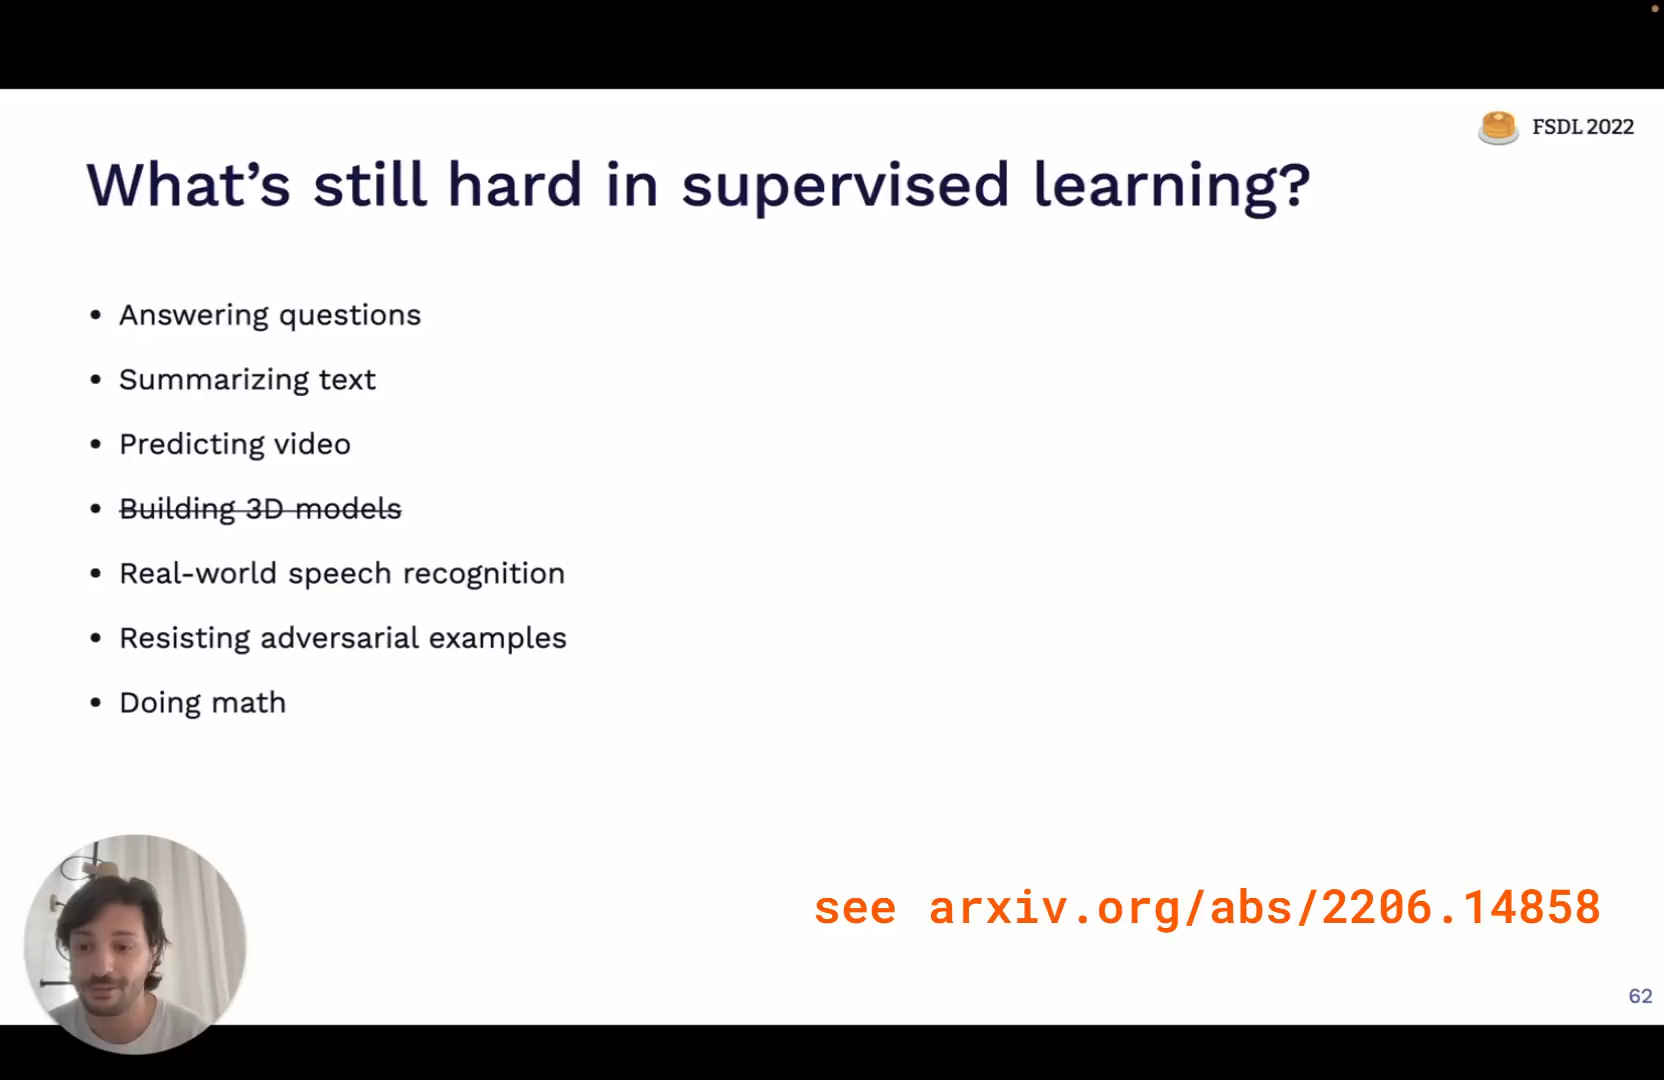 FSDL 2022
What's still hard in supervised learning?
• Answering questions
• Summarizing text
• Predicting video
• Building 3D models
• Real-world speech recognition
• Resisting adversarial examples
• Doing math
see arxiv.org/abs/2206.14858
62